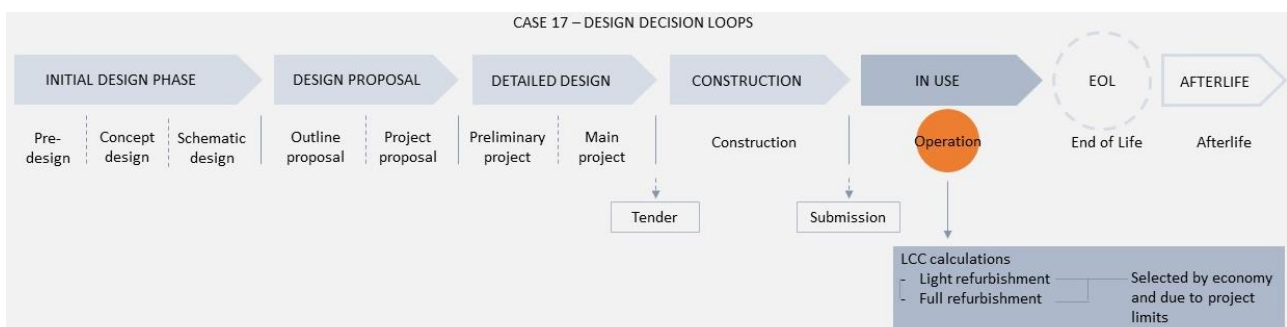 CASE 17 – DESIGN DECISION LOOPS
INITIAL DESIGN PHASE
DESIGN PROPOSAL
DETAILED DESIGN
CONSTRUCTION
IN USE
EOL
AFTERLIFE
Pre-
design
Concept
design
Schematic
design
Outline
proposal
Project
proposal
Preliminary
project
Main
project
Construction
Operation
End of Life
Afterlife
Tender
Submission
LCC calculations
- Light refurbishment
- Full refurbishment
Selected by economy
and due to project
limits